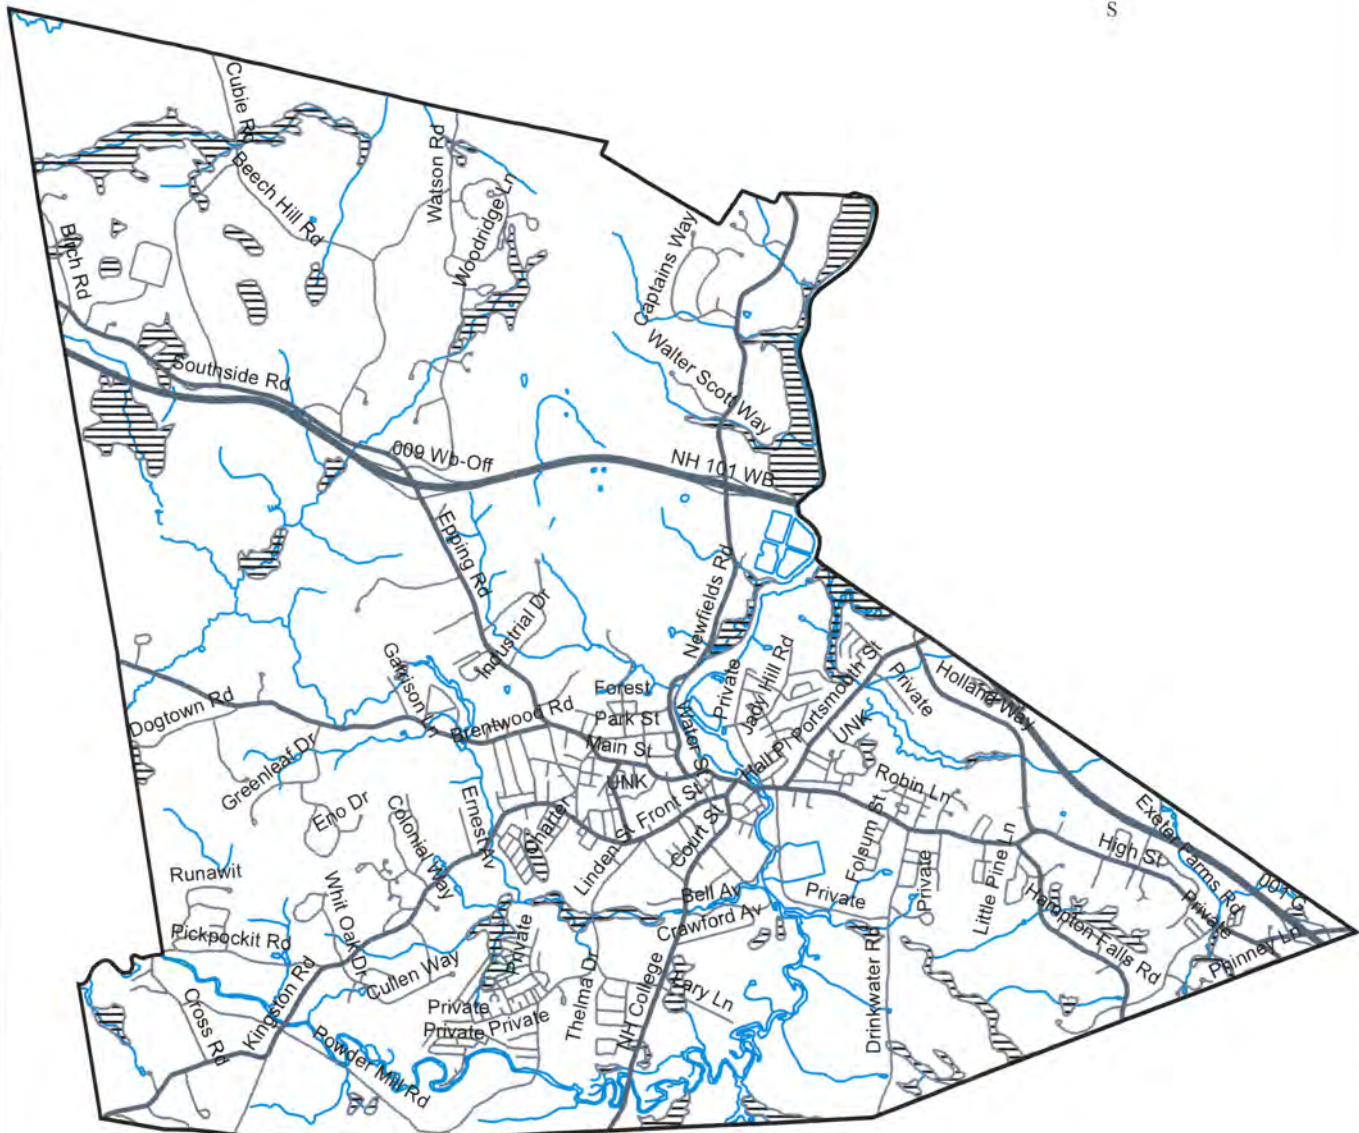 S
Cubie Rd
Watson Rd
Beech Hill Rd
Woodridge Ln
Captains Way
Birch Rd
Walter Scott Way
Southside Rd
009 Wb-Off
NH 101 WB
Epping Rd
Newfields Rd
Industrial Dr
Garrison Ln
Jady Hill Rd
Portsmouth St
Private
Private
Holland Way
Forest
Dogtown Rd
Brentwood Rd
Park St
Water St
Main St
Hall Pl
UNK
Greenleaf Dr
UNK
Robin Ln
Eno Dr
Colonial Way
Ernest Av
Charter
Linden St
Front St
Court St
Folsum St
Little Pine Ln
High St
Exeter Farms Rd
001 G
Runawit
Whit Oak Dr
Bell Av
Private
Private
Hampton Falls Rd
Private
Crawford Av
Pickpockit Rd
Private
Phinney Ln
Cullen Way
Drinkwater Rd
Cross Rd
Kingston Rd
Private
Private
Private
Thelma Dr
NH College
Powder Mill Rd